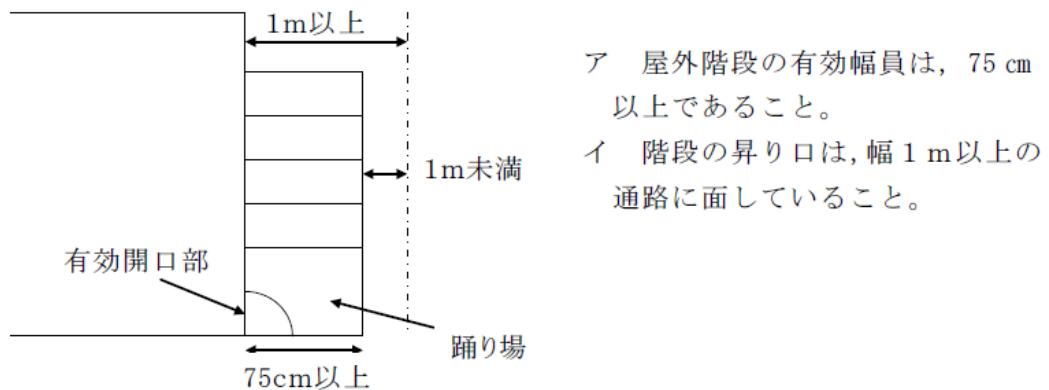 1m以上
1m未満
有効開口部
踊り場
75cm以上
ア 屋外階段の有効幅員は，75 ㎝
以上であること。
イ 階段の昇り口は，幅１ｍ以上の
通路に面していること。